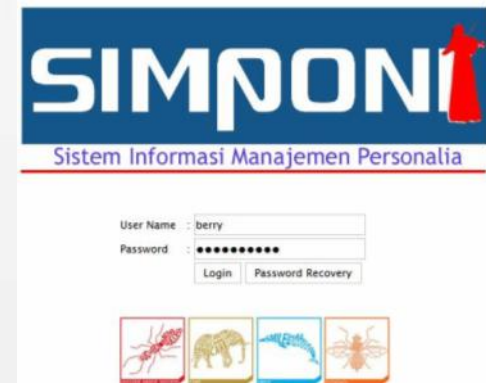 SIMPONI
Sistem Informasi Manajemen Personalia
User Name : berry
Password : ●●●●●●●●●●
Login Password Recovery